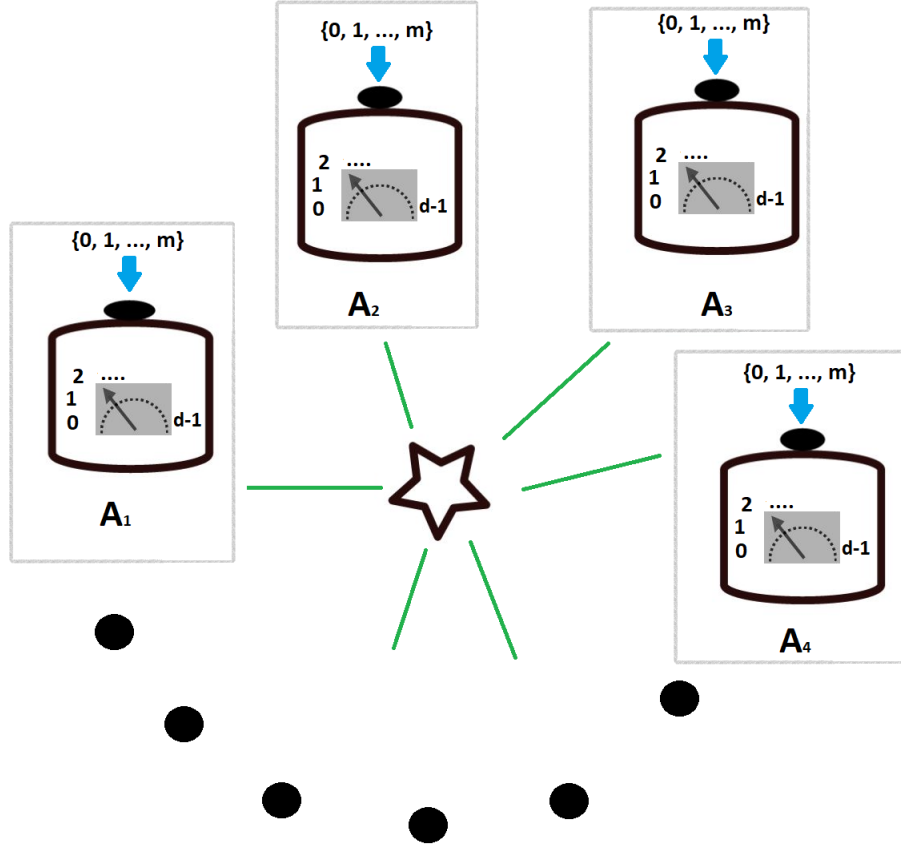 {0, 1, ..., m}
2 ....
1
0
d-1
A₂
{0, 1, ..., m}
2 ....
1
0
d-1
A₃
{0, 1, ..., m}
2 ....
1
0
d-1
A₁
{0, 1, ..., m}
2 ....
1
0
d-1
A₄